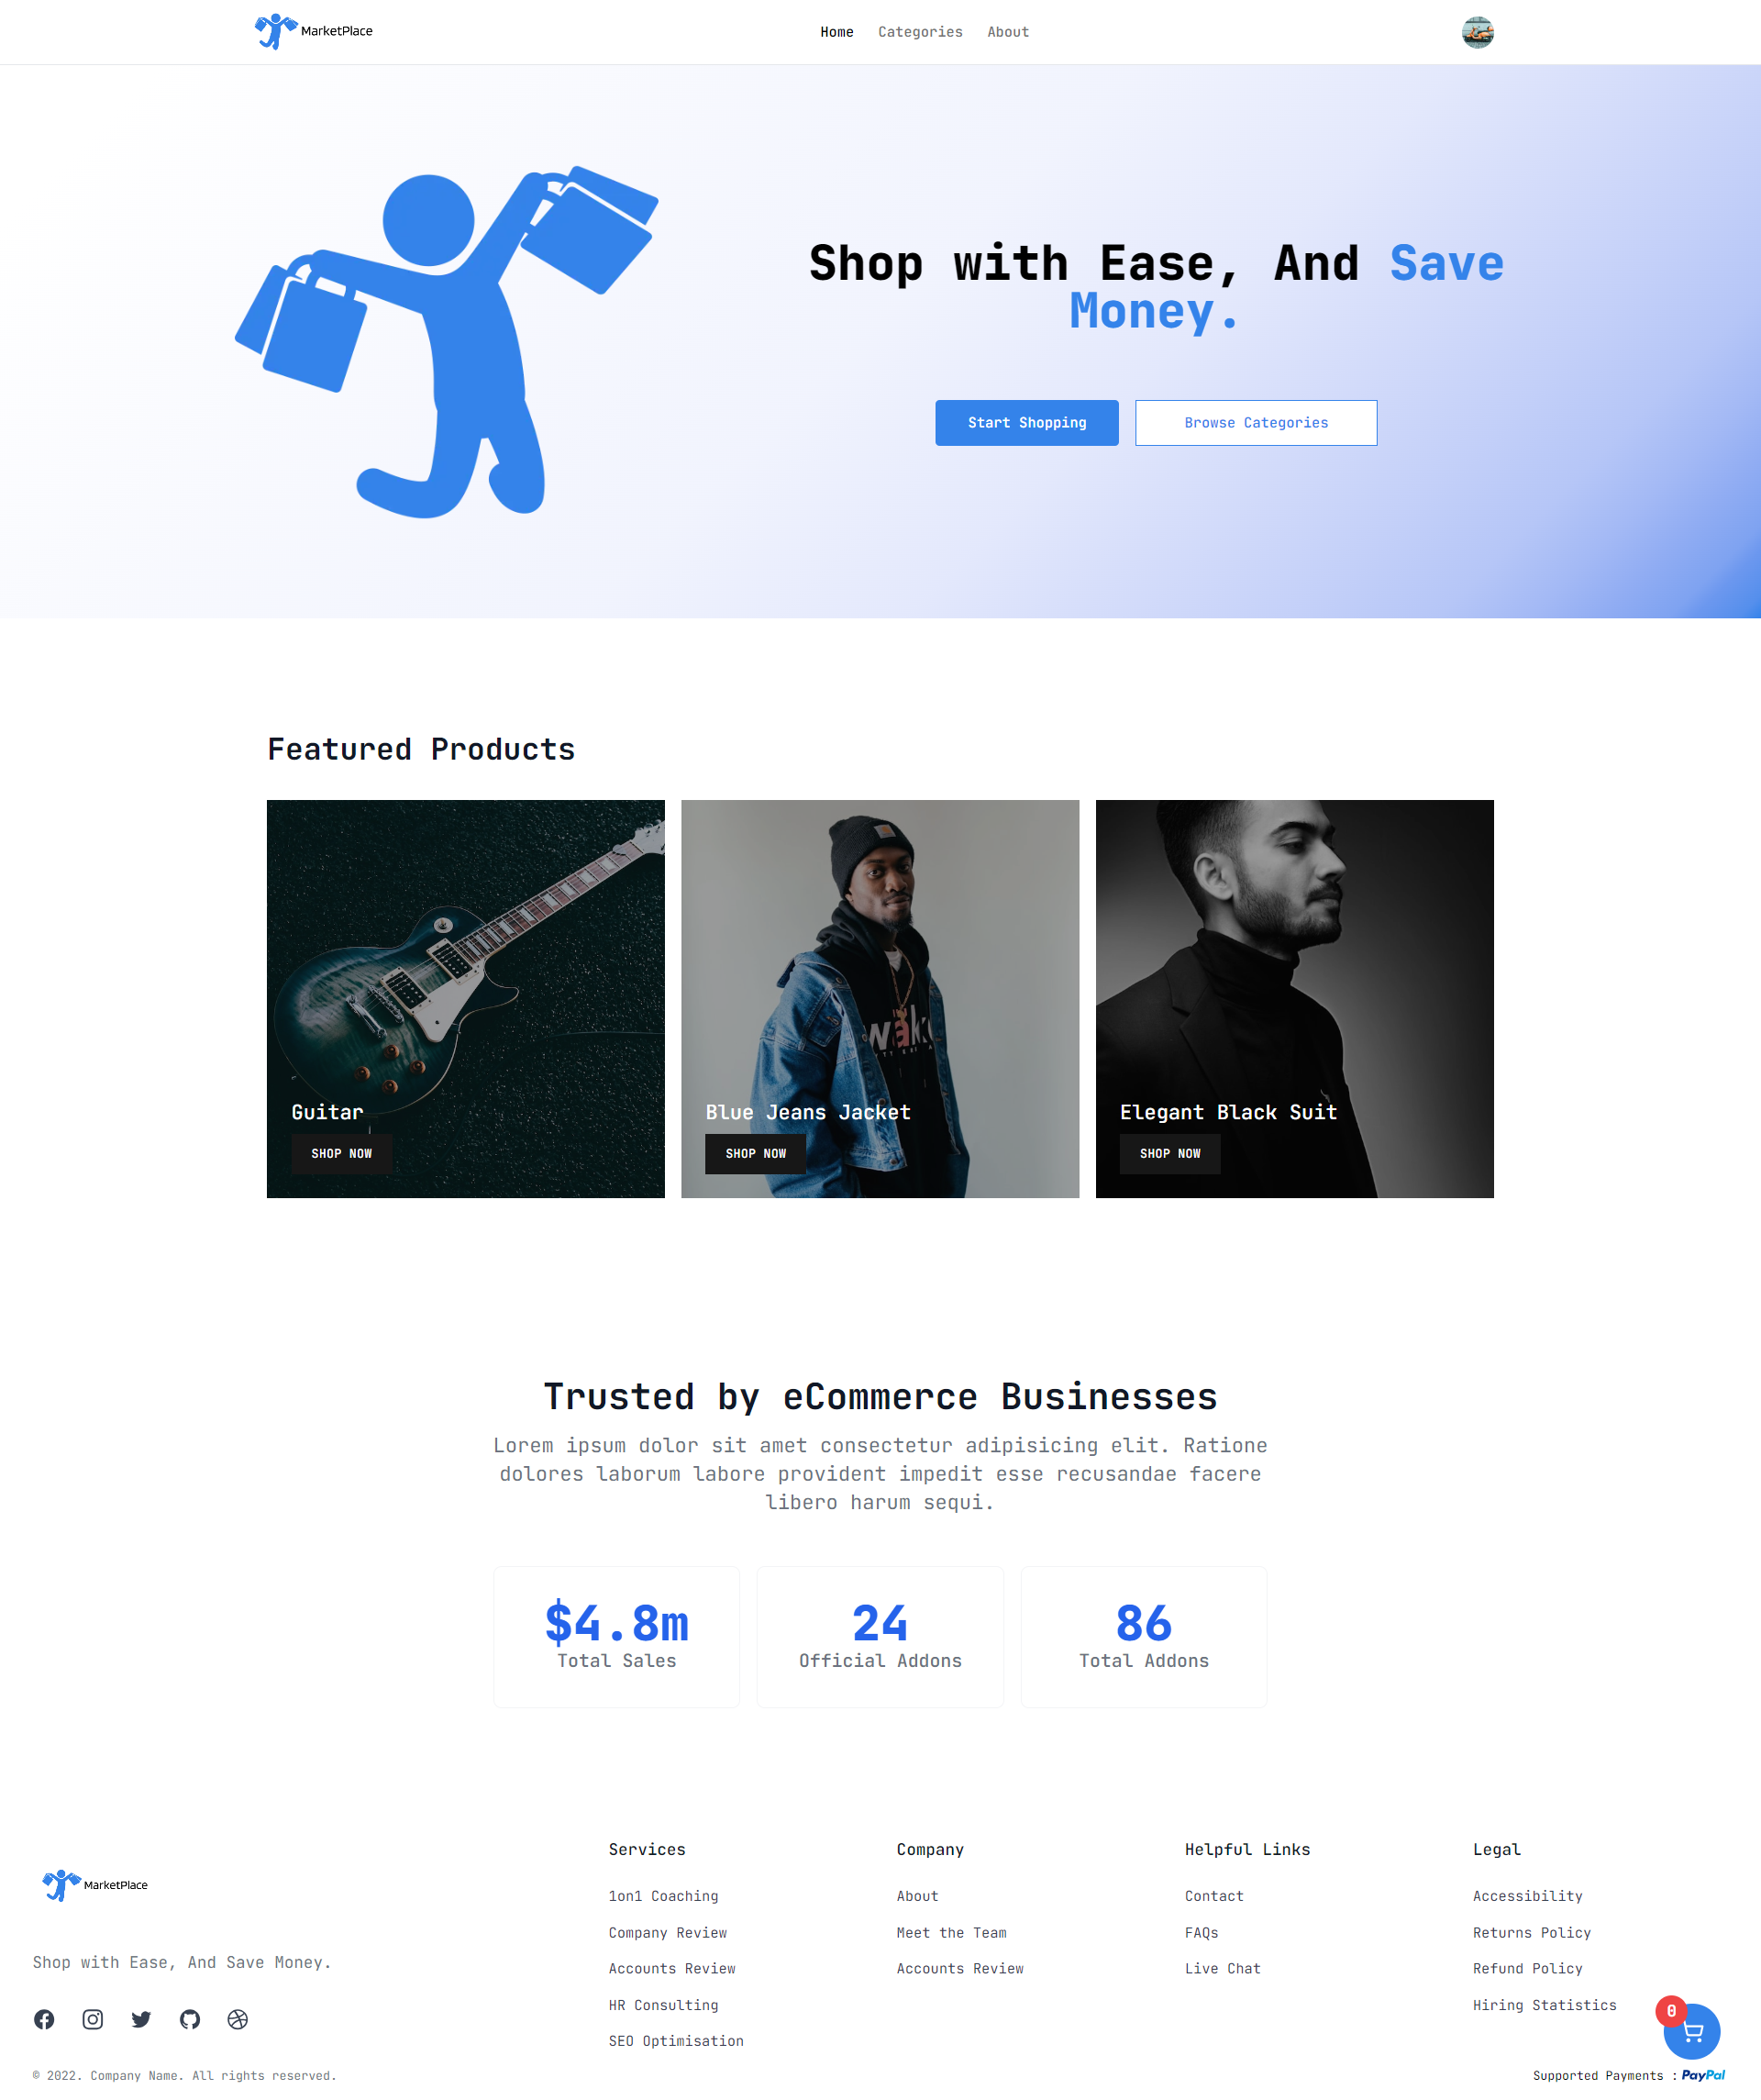 MarketPlace
Home Categories About
Shop with Ease, And Save
Money.
Start Shopping
Browse Categories
Featured Products
Guitar
SHOP NOW
Blue Jeans Jacket
SHOP NOW
Elegant Black Suit
SHOP NOW
Trusted by eCommerce Businesses
Lorem ipsum dolor sit amet consectetur adipisicing elit. Ratione
dolores laborum labore provident impedit esse recusandae facere
libero harum sequi.
$4.8m
Total Sales
24
Official Addons
86
Total Addons
MarketPlace
Shop with Ease, And Save Money.
Services
1on1 Coaching
Company Review
Accounts Review
HR Consulting
SEO Optimisation
Company
About
Meet the Team
Accounts Review
Helpful Links
Contact
FAQs
Live Chat
Legal
Accessibility
Returns Policy
Refund Policy
Hiring Statistics
0
© 2022. Company Name. All rights reserved.
Supported Payments : PayPal